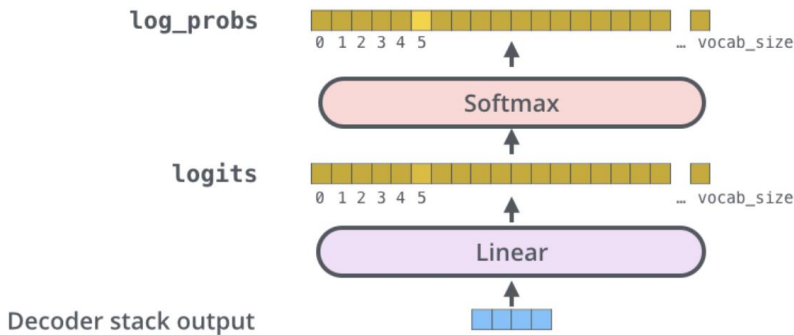 log_probs
0 1 2 3 4 5 … vocab_size
Softmax
logits
0 1 2 3 4 5 … vocab_size
Linear
Decoder stack output